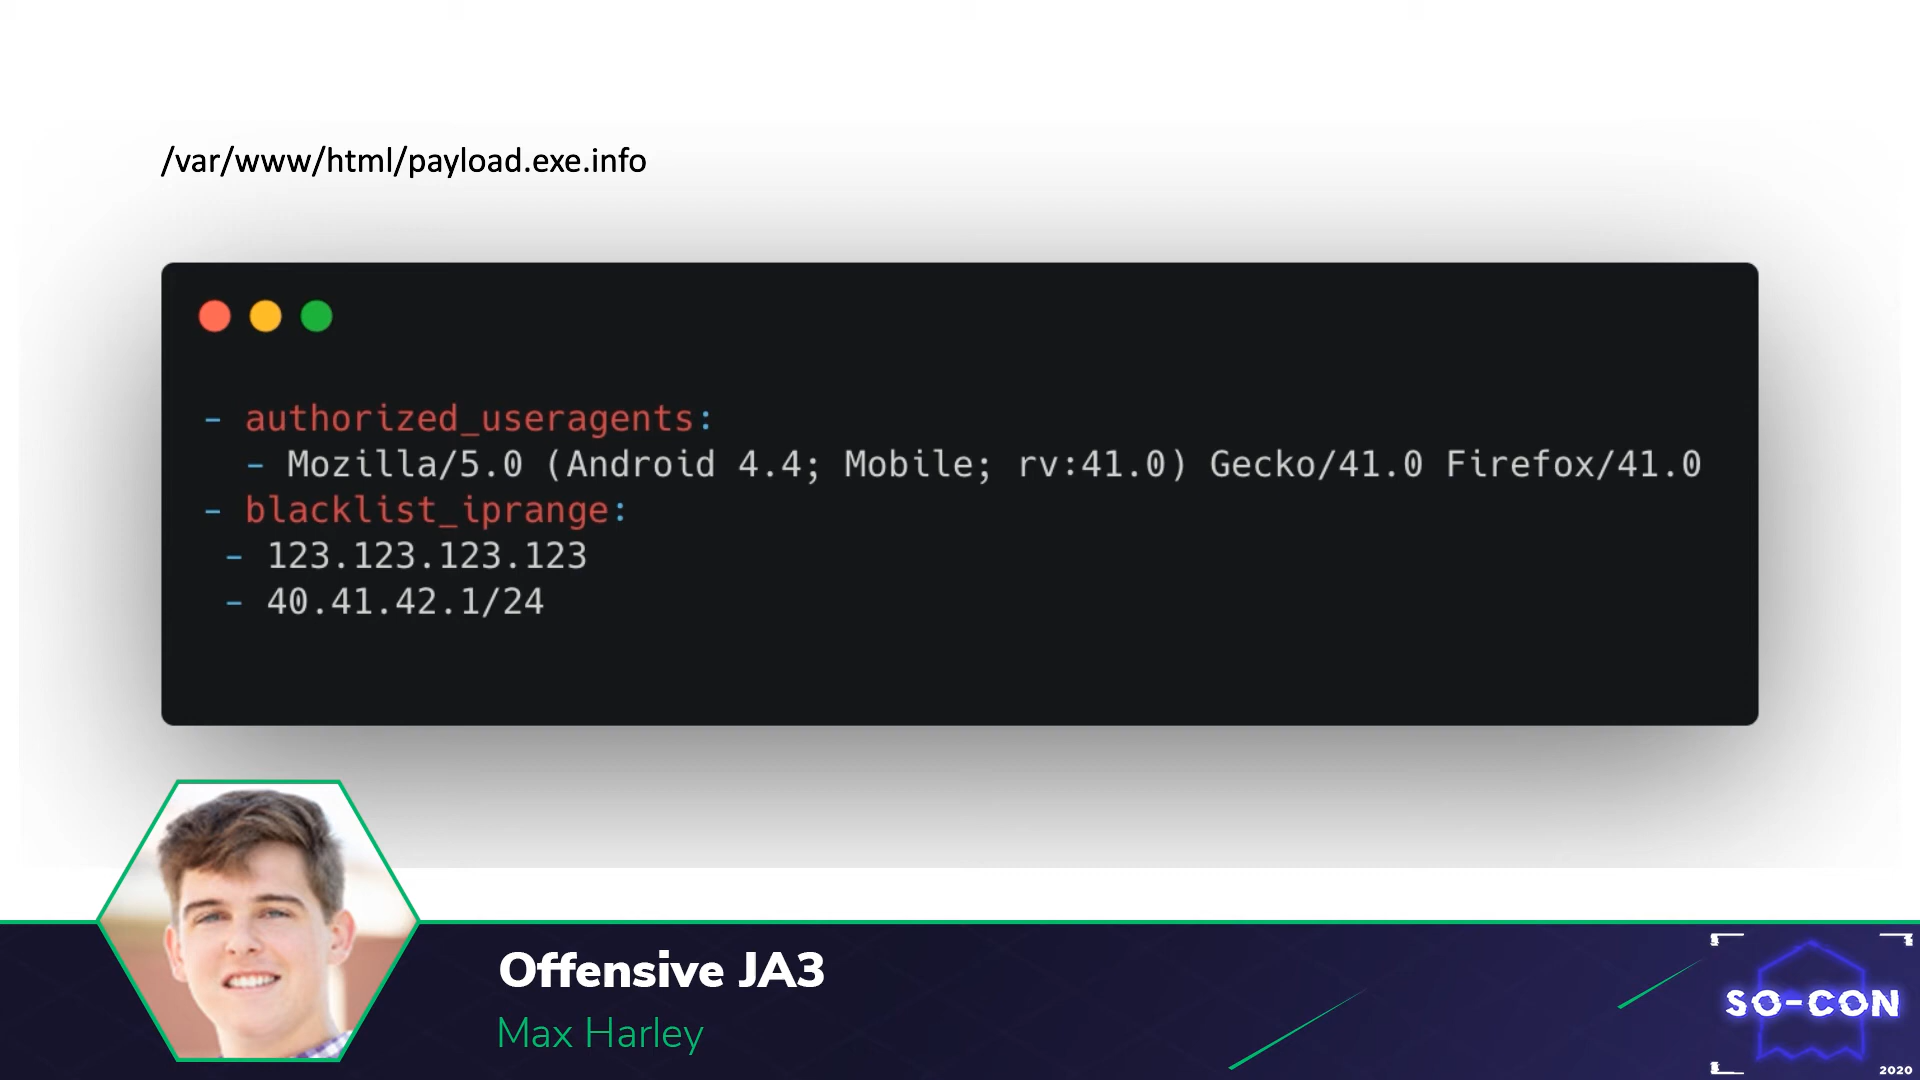 /var/www/html/payload.exe.info
- authorized_useragents:
- Mozilla/5.0 (Android 4.4; Mobile; rv:41.0) Gecko/41.0 Firefox/41.0
- blacklist_iprange:
- 123.123.123.123
- 40.41.42.1/24
Offensive JA3
Max Harley
SO-CON
2020